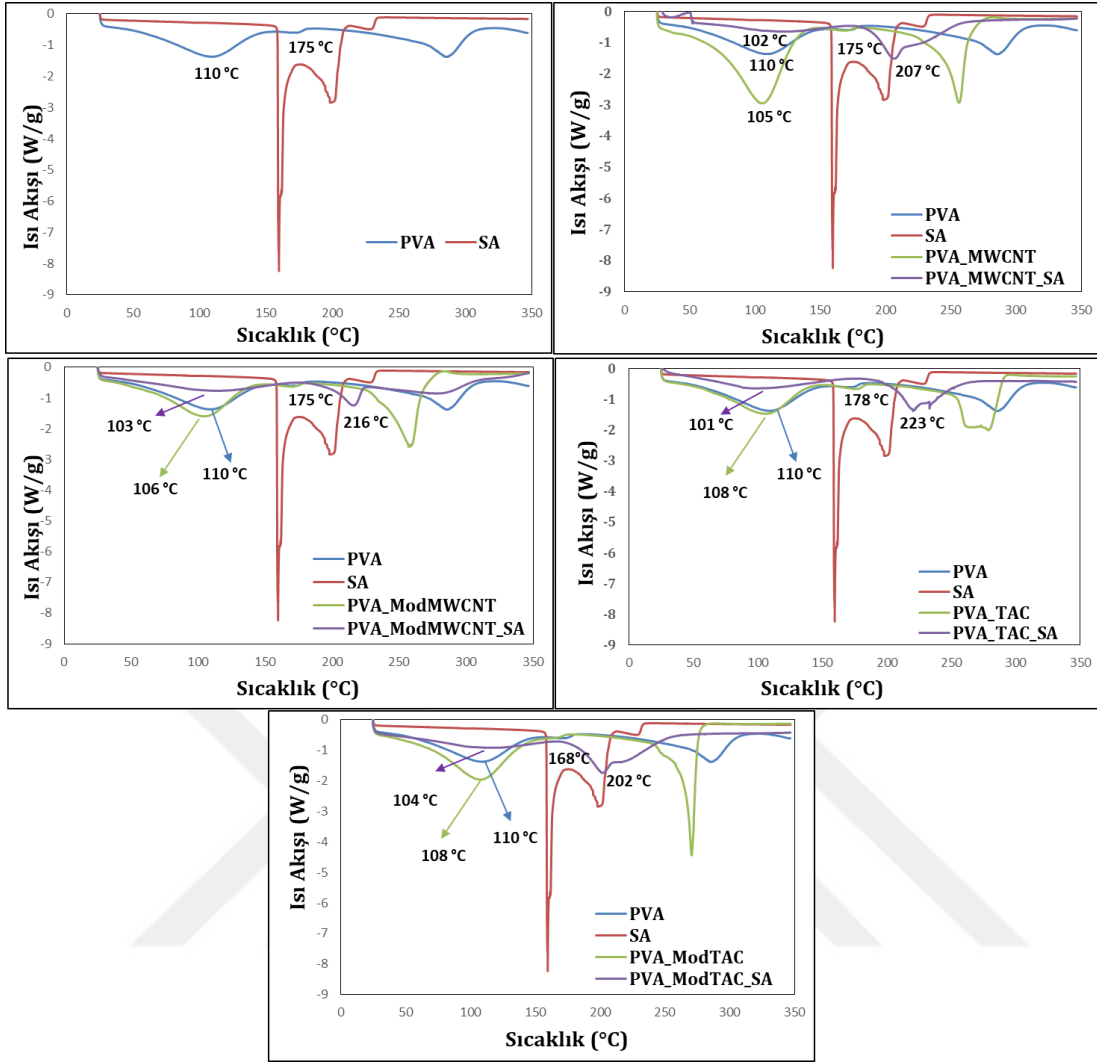 Isı Akışı (W/g)
0
-1
-2
-3
-4
-5
-6
-7
-8
-9
110 °C
175 °C
PVA SA
0 50 100 150 200 250 300 350
Sıcaklık (°C)
Isı Akışı (W/g)
0
-1
-2
-3
-4
-5
-6
-7
-8
-9
102 °C
110 °C
105 °C
175 °C
207 °C
PVA
SA
PVA_MWCNT
PVA_MWCNT_SA
0 50 100 150 200 250 300 350
Sıcaklık (°C)
Isı Akışı (W/g)
0
-1
-2
-3
-4
-5
-6
-7
-8
-9
103 °C
106 °C
110 °C
175 °C
216 °C
PVA
SA
PVA_ModMWCNT
PVA_ModMWCNT_SA
0 50 100 150 200 250 300 350
Sıcaklık (°C)
Isı Akışı (W/g)
0
-1
-2
-3
-4
-5
-6
-7
-8
-9
101 °C
108 °C
110 °C
178 °C
223 °C
PVA
SA
PVA_TAC
PVA_TAC_SA
0 50 100 150 200 250 300 350
Sıcaklık (°C)
Isı Akışı (W/g)
0
-1
-2
-3
-4
-5
-6
-7
-8
-9
104 °C
108 °C
110 °C
168°C
202 °C
PVA
SA
PVA_ModTAC
PVA_ModTAC_SA
0 50 100 150 200 250 300 350
Sıcaklık (°C)